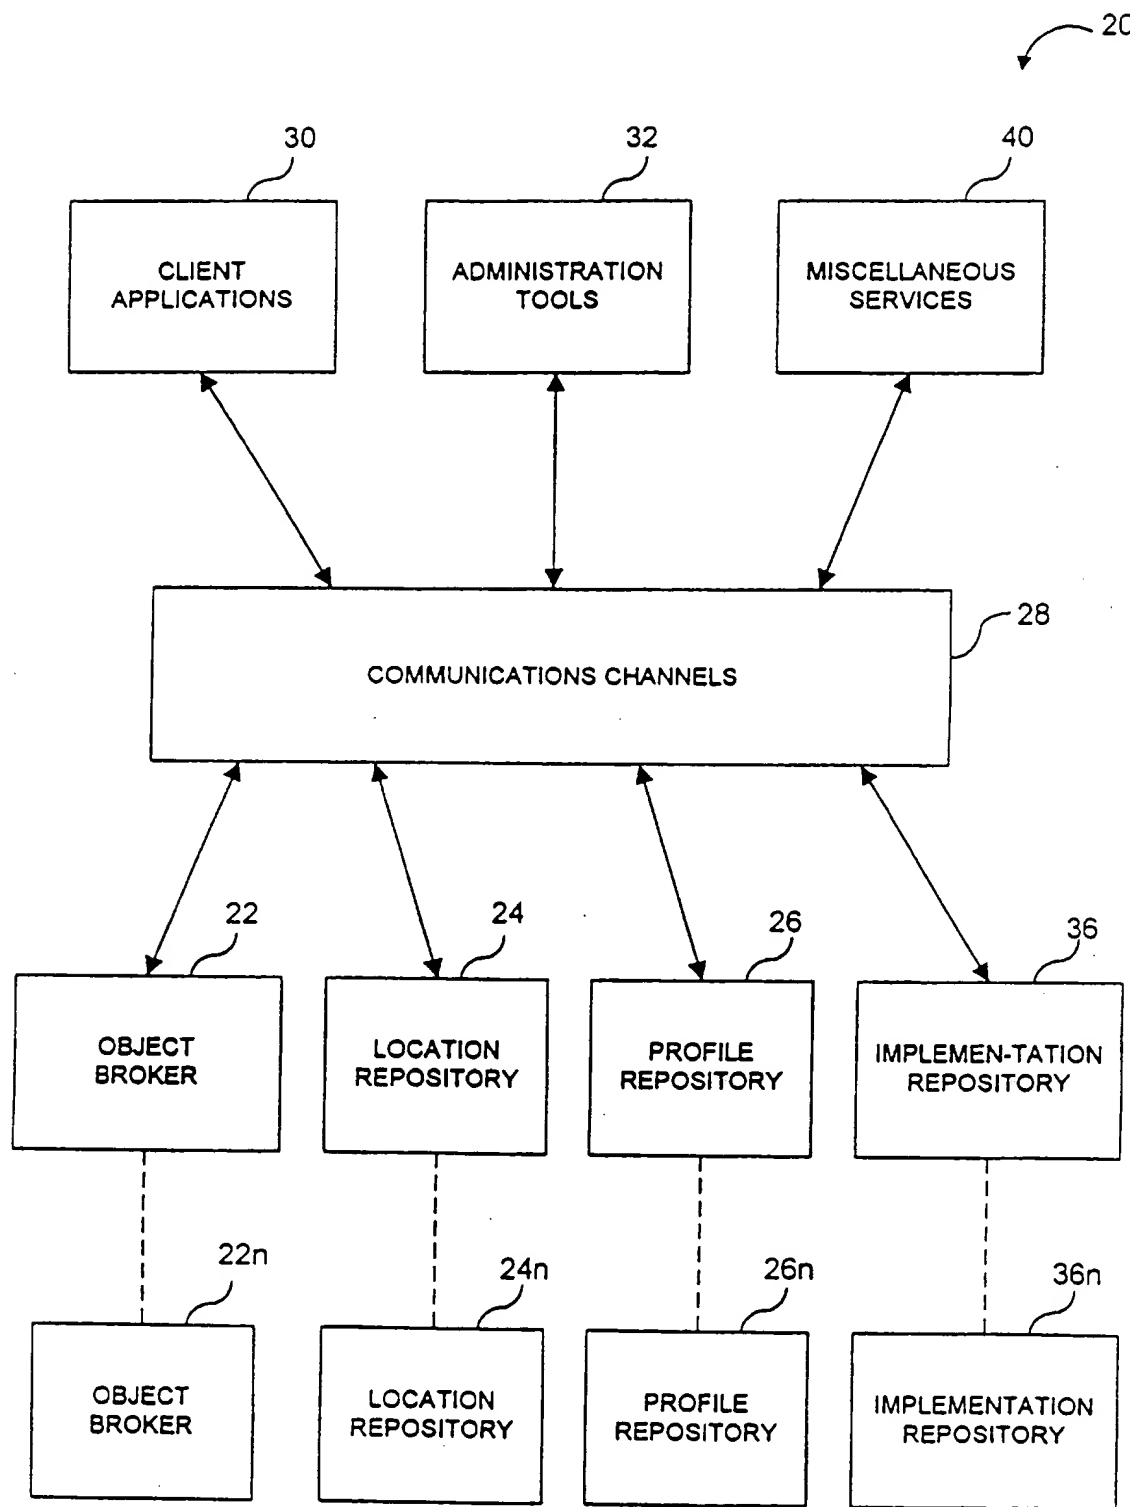 20
30
32
40
CLIENT
APPLICATIONS
ADMINISTRATION
TOOLS
MISCELLANEOUS
SERVICES
28
COMMUNICATIONS CHANNELS
22
24
26
36
OBJECT
BROKER
LOCATION
REPOSITORY
PROFILE
REPOSITORY
IMPLEMEN-TATION
REPOSITORY
22n
24n
26n
36n
OBJECT
BROKER
LOCATION
REPOSITORY
PROFILE
REPOSITORY
IMPLEMENTATION
REPOSITORY